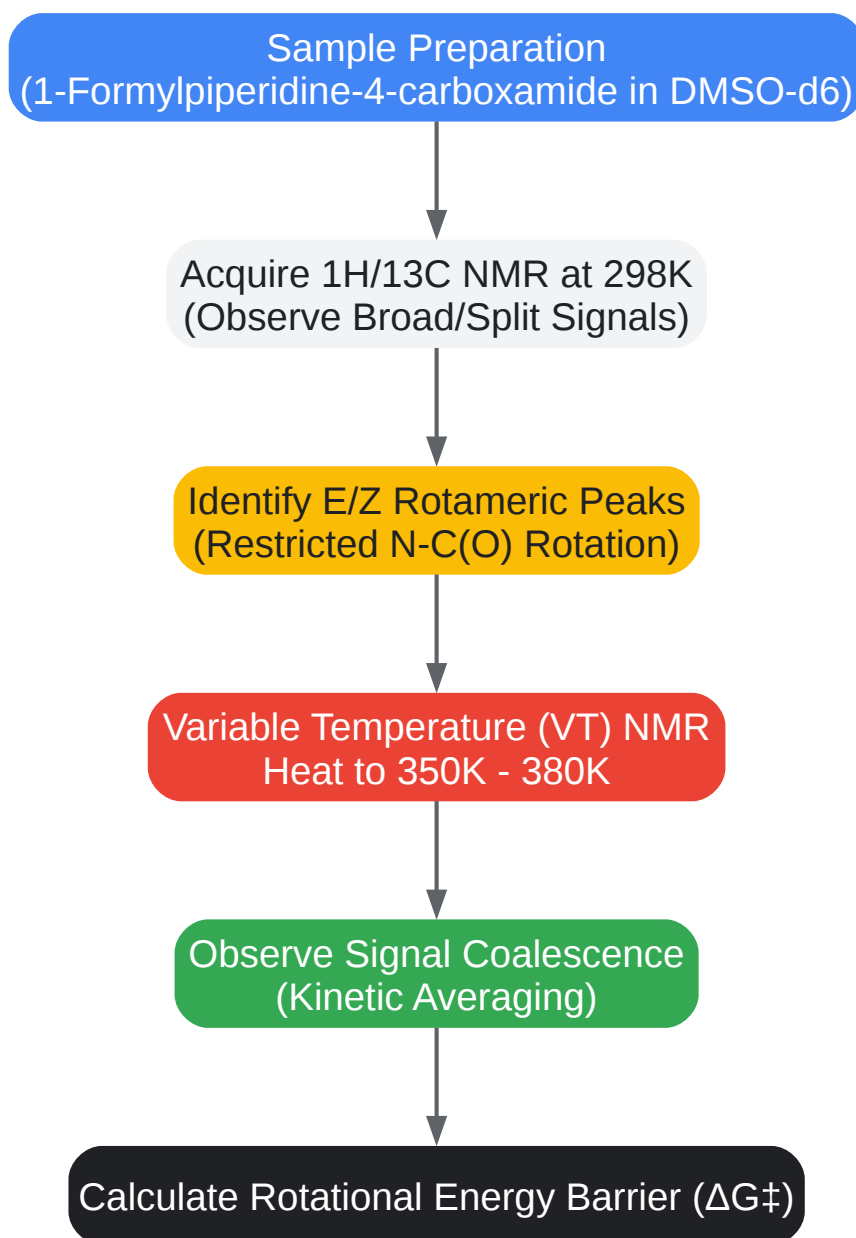 Sample Preparation
(1-Formylpiperidine-4-carboxamide in DMSO-d6)
Acquire 1H/13C NMR at 298K
(Observe Broad/Split Signals)
Identify E/Z Rotameric Peaks
(Restricted N-C(O) Rotation)
Variable Temperature (VT) NMR
Heat to 350K - 380K
Observe Signal Coalescence
(Kinetic Averaging)
Calculate Rotational Energy Barrier (ΔG‡)